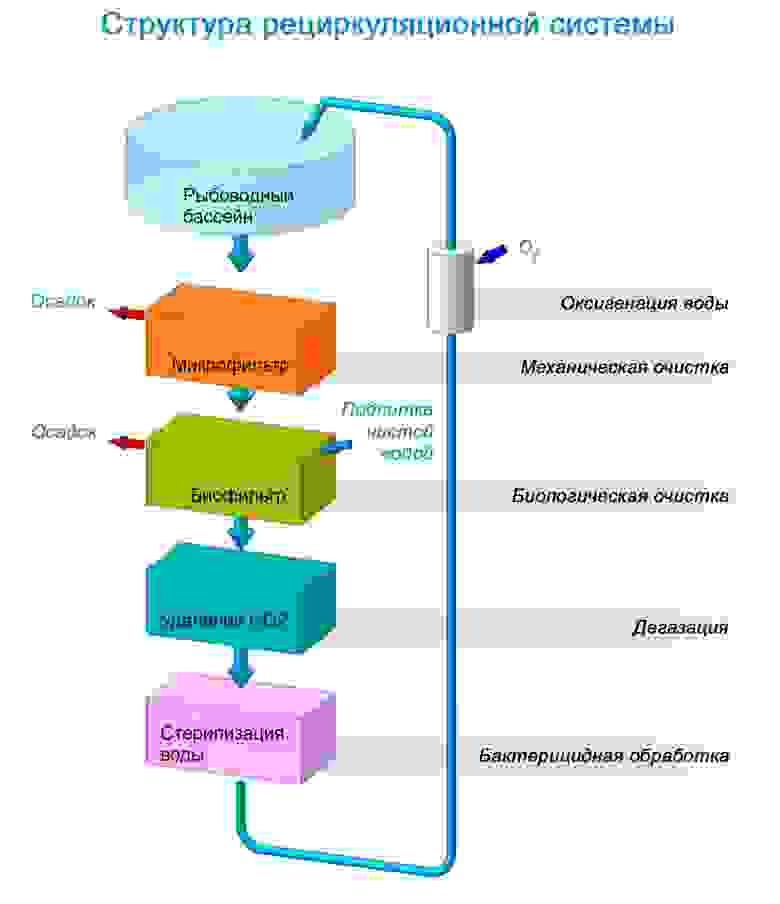 Структура рециркуляционной системы
Рыбоводный
бассейн
O2
Осадок
Оксигенация воды
Микрофильтр
Механическая очистка
Подпитка
чистой
водой
Осадок
Биофильтр
Биологическая очистка
Удаление CO2
Дегазация
Стерилизация
воды
Бактерицидная обработка